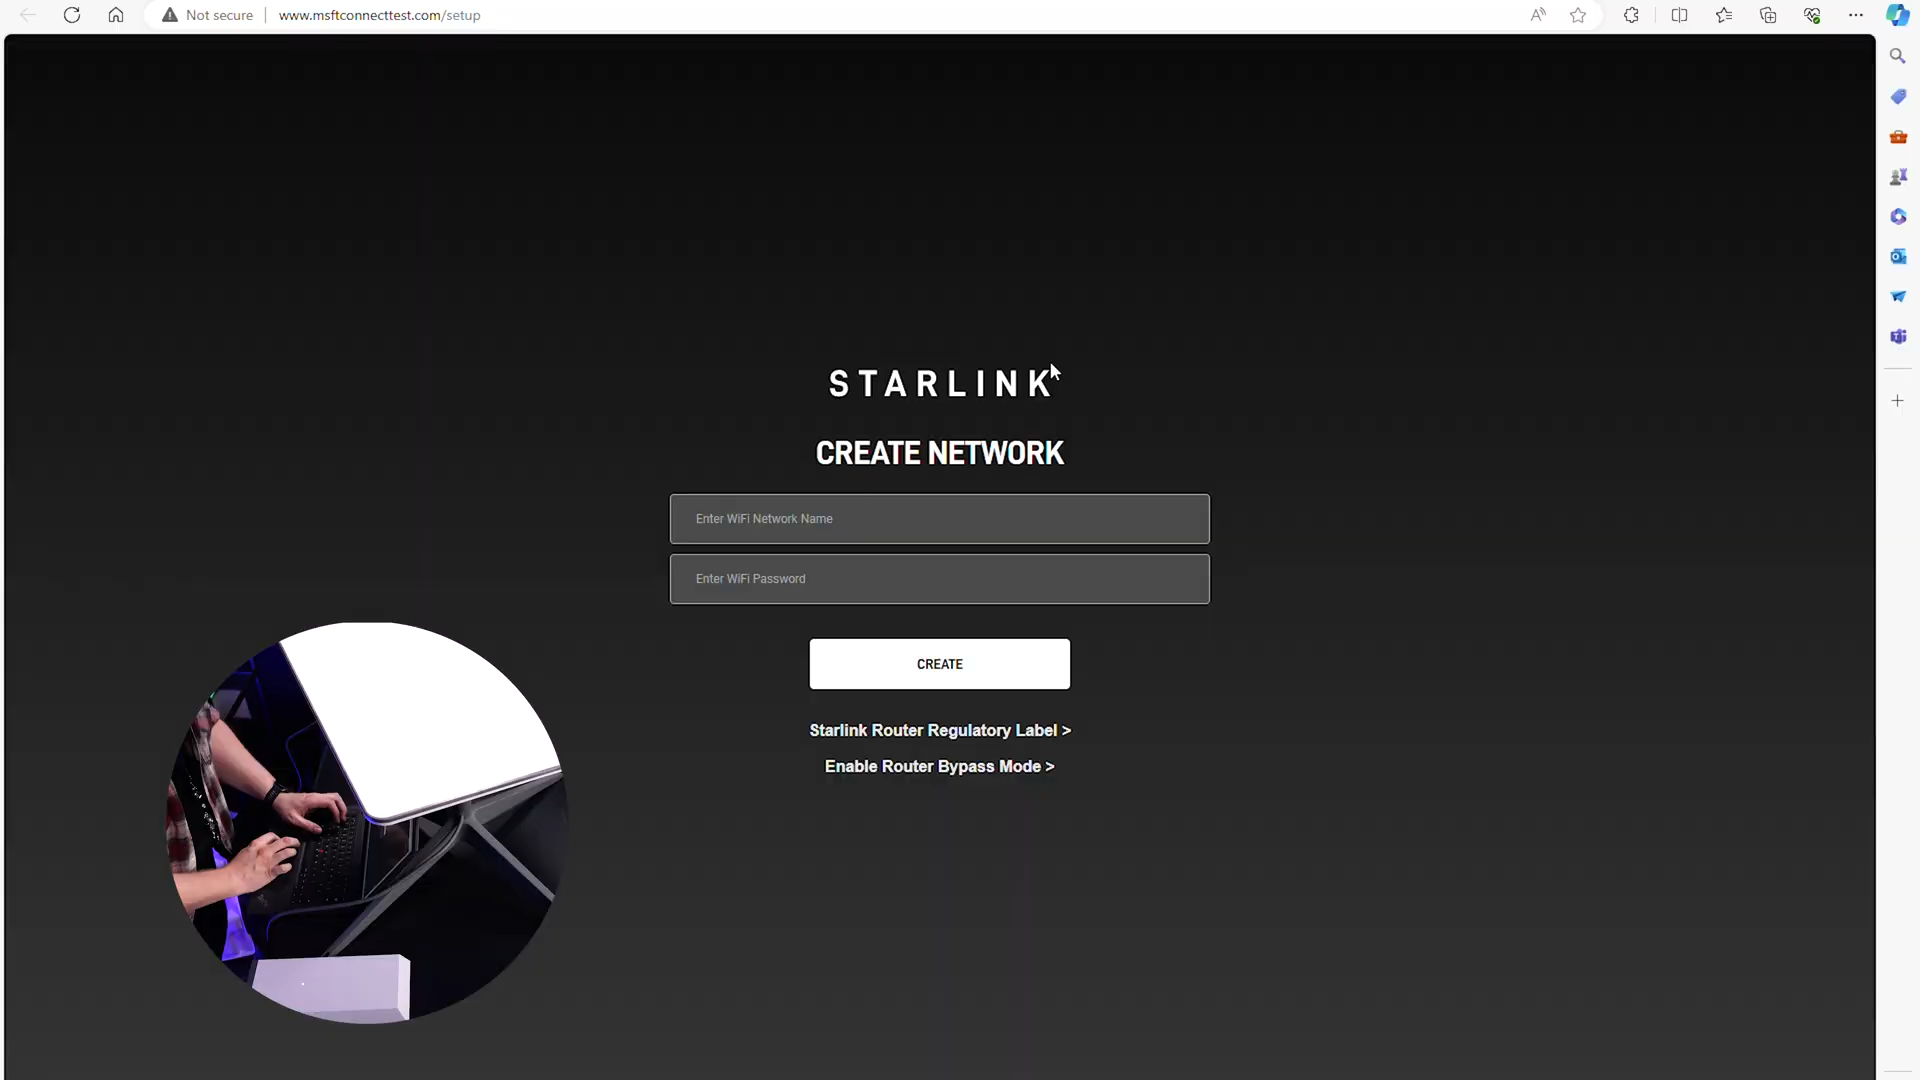 Not secure
www.msftconnecttest.com/setup
STARLINK
CREATE NETWORK
Enter WiFi Network Name
Enter WiFi Password
CREATE
Starlink Router Regulatory Label >
Enable Router Bypass Mode >